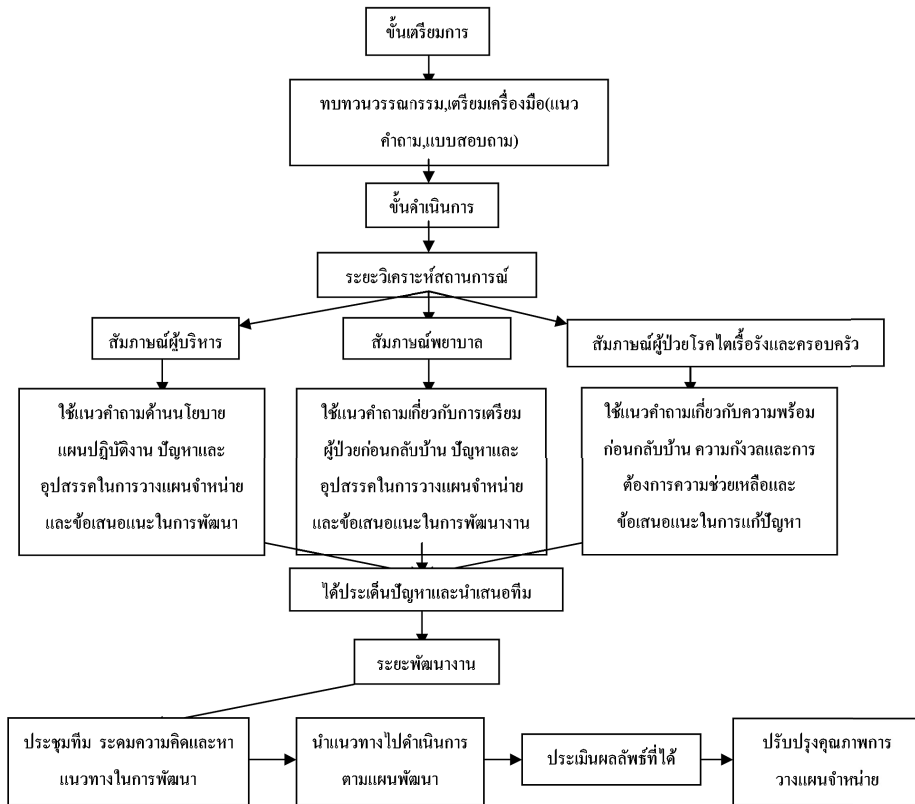 ขั้นเตรียมการ
ทบทวนวรรณกรรม,เตรียมเครื่องมือ(แนว
คำถาม,แบบสอบถาม)
ขั้นดำเนินการ
ระยะวิเคราะห์สถานการณ์
สัมภาษณ์ผู้บริหาร
สัมภาษณ์พยาบาล
สัมภาษณ์ผู้ป่วยโรคไตเรื้อรังและครอบครัว
ใช้แนวคำถามด้านนโยบาย
แผนปฏิบัติงาน ปัญหาและ
อุปสรรคในการวางแผนจำหน่าย
และข้อเสนอแนะในการพัฒนา
ใช้แนวคำถามเกี่ยวกับการเตรียม
ผู้ป่วยก่อนกลับบ้าน ปัญหาและ
อุปสรรคในการวางแผนจำหน่าย
และข้อเสนอแนะในการพัฒนางาน
ใช้แนวคำถามเกี่ยวกับความพร้อม
ก่อนกลับบ้าน ความกังวลและการ
ต้องการความช่วยเหลือและ
ข้อเสนอแนะในการแก้ปัญหา
ได้ประเด็นปัญหาและนำเสนอทีม
ระยะพัฒนางาน
ประชุมทีม ระดมความคิดและหา
แนวทางในการพัฒนา
นำแนวทางไปดำเนินการ
ตามแผนพัฒนา
ประเมินผลลัพธ์ที่ได้
ปรับปรุงคุณภาพการ
วางแผนจำหน่าย